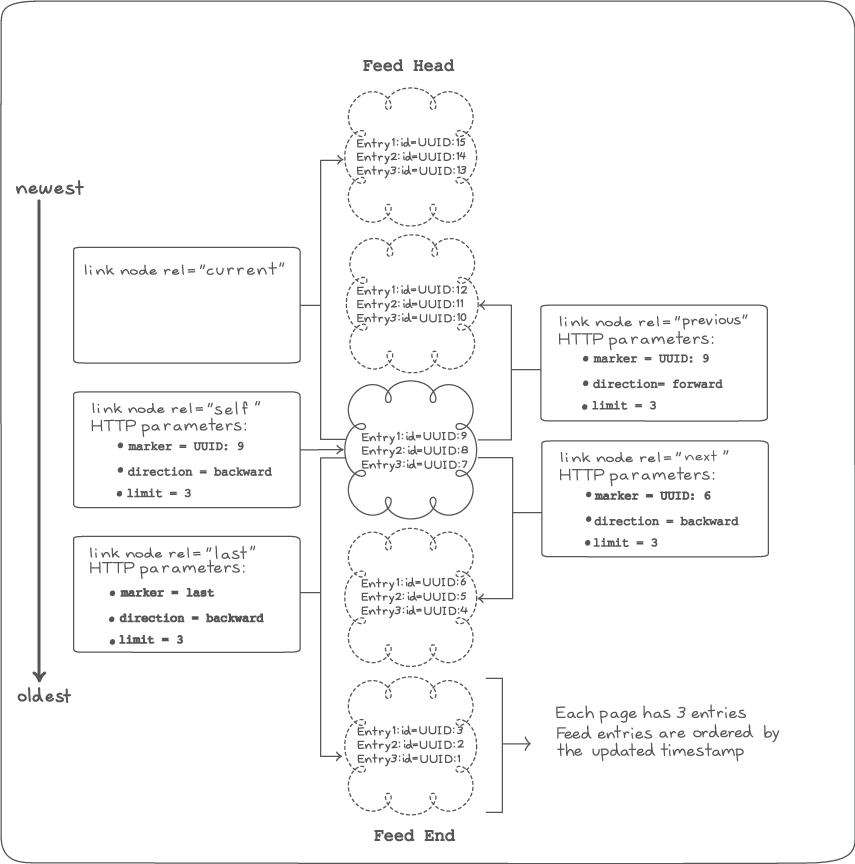 Feed Head
Entry1:id=UUID:15
Entry2:id=UUID:14
Entry3:id=UUID:13
newest
link node rel="current"
Entry1:id=UUID:12
Entry2:id=UUID:11
Entry3:id=UUID:10
link node rel="previous"
HTTP parameters:
• marker = UUID: 9
• direction= forward
• limit = 3
link node rel="self"
HTTP parameters:
• marker = UUID: 9
• direction = backward
• limit = 3
Entry1:id=UUID:9
Entry2:id=UUID:8
Entry3:id=UUID:7
link node rel="next"
HTTP parameters:
• marker = UUID: 6
• direction = backward
• limit = 3
link node rel="last"
HTTP parameters:
• marker = last
• direction = backward
• limit = 3
Entry1:id=UUID:6
Entry2:id=UUID:5
Entry3:id=UUID:4
oldest
Entry1:id=UUID:3
Entry2:id=UUID:2
Entry3:id=UUID:1
Each page has 3 entries
Feed entries are ordered by
the updated timestamp
Feed End